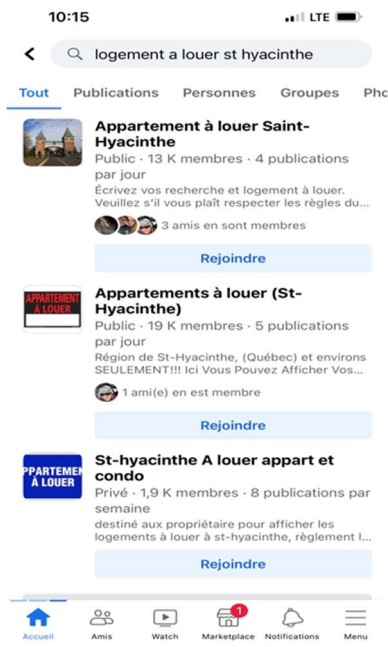 10:15
LTE
logement a louer st hyacinthe
Tout Publications Personnes Groupes Pho
Appartement à louer Saint-
Hyacinthe
Public · 13 K membres · 4 publications
par jour
Écrivez vos recherche et logement à louer.
Veuillez s'il vous plaît respecter les règles du...
3 amis en sont membres
Rejoindre
APPARTEMENT
À LOUER
Appartements à louer (St-
Hyacinthe)
Public · 19 K membres · 5 publications
par jour
Région de St-Hyacinthe, (Québec) et environs
SEULEMENT!!! Ici Vous Pouvez Afficher Vos...
1 ami(e) en est membre
Rejoindre
PPARTEMEN
À LOUER
St-hyacinthe A louer appart et
condo
Privé · 1,9 K membres · 8 publications par
semaine
destiné aux propriétaire pour afficher les
logements à louer à st-hyacinthe, règlement l...
Rejoindre
1
Accueil Amis Watch Marketplace Notifications Menu